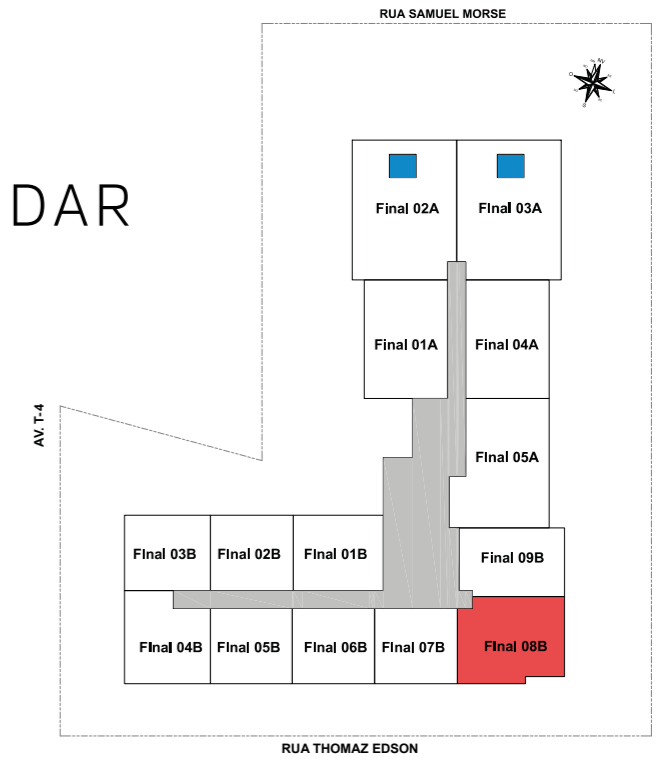 RUA SAMUEL MORSE
DAR
Final 02A
FInal 03A
Final 01A
FInal 04A
AV. T-4
FInal 05A
FInal 03B
FInal 02B
FInal 01B
Final 09B
FInal 04B
FInal 05B
FInal 06B
FInal 07B
FInal 08B
RUA THOMAZ EDSON